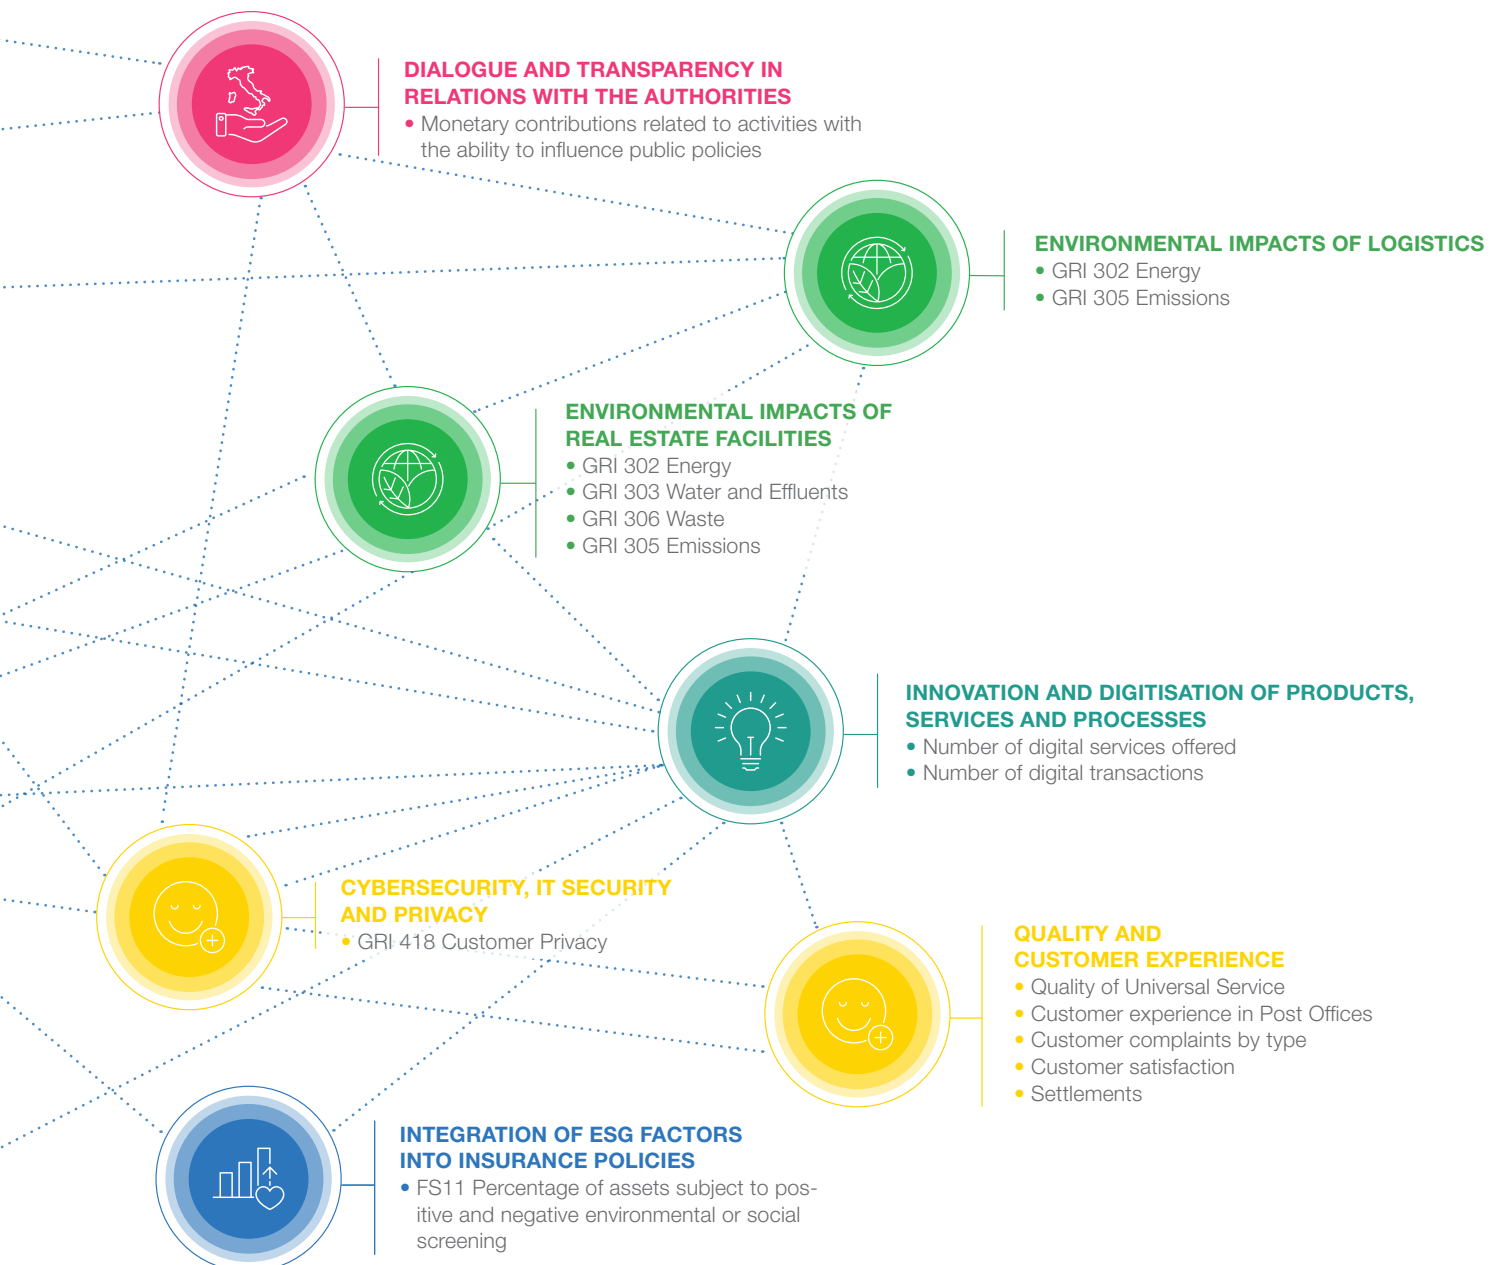 DIALOGUE AND TRANSPARENCY IN
RELATIONS WITH THE AUTHORITIES
• Monetary contributions related to activities with
the ability to influence public policies
ENVIRONMENTAL IMPACTS OF LOGISTICS
• GRI 302 Energy
• GRI 305 Emissions
ENVIRONMENTAL IMPACTS OF
REAL ESTATE FACILITIES
• GRI 302 Energy
• GRI 303 Water and Effluents
• GRI 306 Waste
• GRI 305 Emissions
INNOVATION AND DIGITISATION OF PRODUCTS,
SERVICES AND PROCESSES
• Number of digital services offered
• Number of digital transactions
CYBERSECURITY, IT SECURITY
AND PRIVACY
• GRI 418 Customer Privacy
QUALITY AND
CUSTOMER EXPERIENCE
• Quality of Universal Service
• Customer experience in Post Offices
• Customer complaints by type
• Customer satisfaction
• Settlements
INTEGRATION OF ESG FACTORS
INTO INSURANCE POLICIES
• FS11 Percentage of assets subject to pos-
itive and negative environmental or social
screening